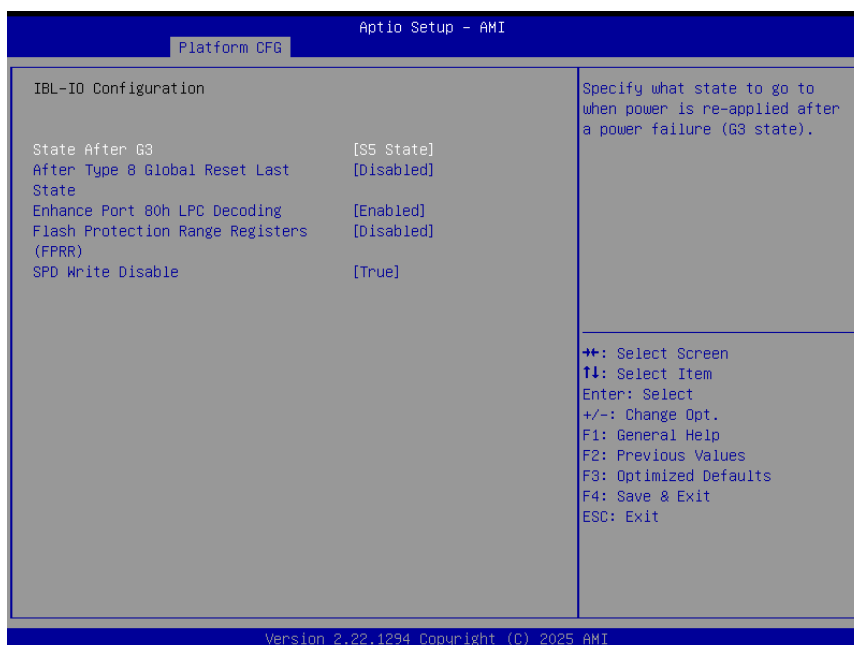 Aptio Setup – AMI
Platform CFG
IBL-IO Configuration
State After G3 [S5 State]
After Type 8 Global Reset Last [Disabled]
State
Enhance Port 80h LPC Decoding [Enabled]
Flash Protection Range Registers [Disabled]
(FPRR)
SPD Write Disable [True]
Specify what state to go to
when power is re-applied after
a power failure (G3 state).
→←: Select Screen
↑↓: Select Item
Enter: Select
+/-: Change Opt.
F1: General Help
F2: Previous Values
F3: Optimized Defaults
F4: Save & Exit
ESC: Exit
Version 2.22.1294 Copyright (C) 2025 AMI